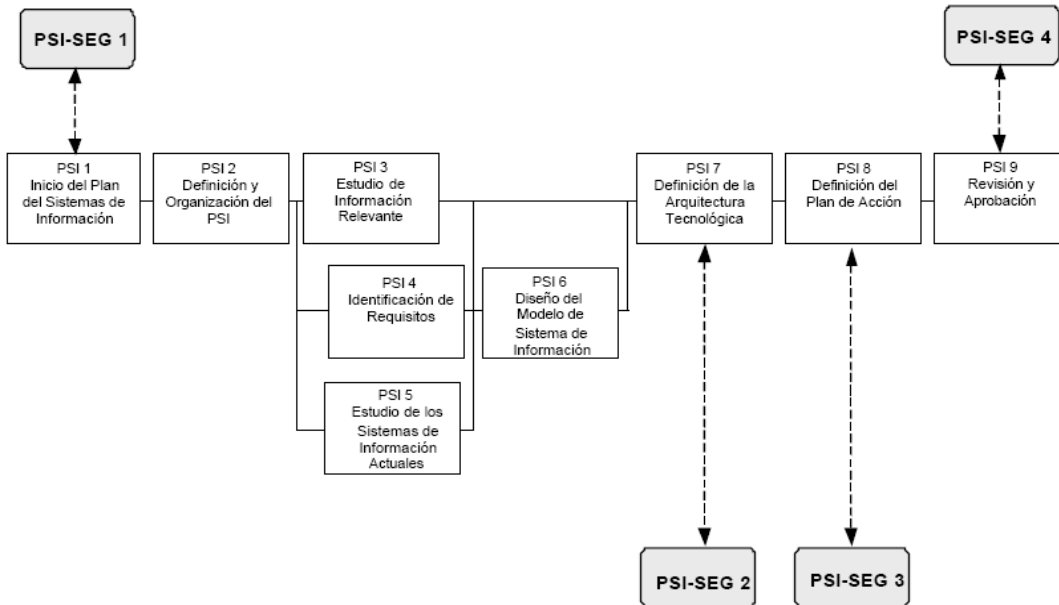 PSI-SEG 1
PSI-SEG 4
PSI 1
Inicio del Plan
del Sistemas de
Información
PSI 2
Definición y
Organización del
PSI
PSI 3
Estudio de
Información
Relevante
PSI 7
Definición de la
Arquitectura
Tecnológica
PSI 8
Definición del
Plan de Acción
PSI 9
Revisión y
Aprobación
PSI 4
Identificación de
Requisitos
PSI 6
Diseño del
Modelo de
Sistema de
Información
PSI 5
Estudio de los
Sistemas de
Información
Actuales
PSI-SEG 2
PSI-SEG 3